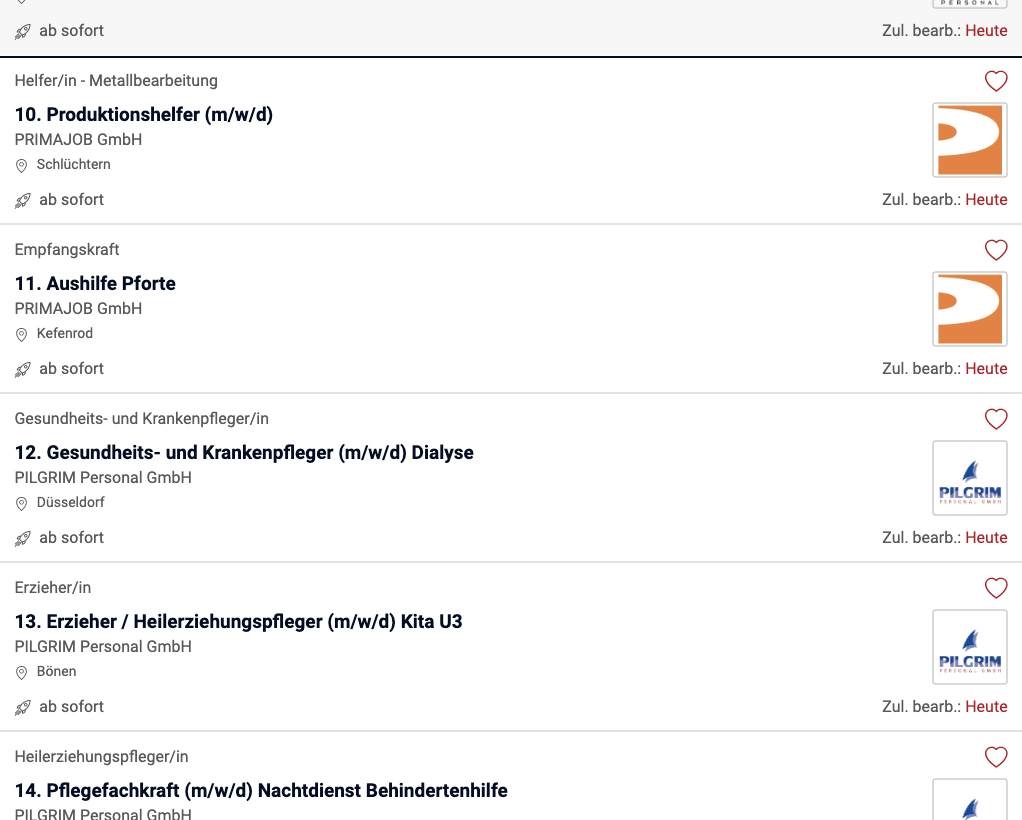 PERSONAL
ab sofort
Zul. bearb.: Heute
Helfer/in - Metallbearbeitung
10. Produktionshelfer (m/w/d)
PRIMAJOB GmbH
Schlüchtern
ab sofort
Zul. bearb.: Heute
Empfangskraft
11. Aushilfe Pforte
PRIMAJOB GmbH
Kefenrod
ab sofort
Zul. bearb.: Heute
Gesundheits- und Krankenpfleger/in
12. Gesundheits- und Krankenpfleger (m/w/d) Dialyse
PILGRIM Personal GmbH
Düsseldorf
PILGRIM
PERSONAL GMBH
ab sofort
Zul. bearb.: Heute
Erzieher/in
13. Erzieher / Heilerziehungspfleger (m/w/d) Kita U3
PILGRIM Personal GmbH
Bönen
PILGRIM
PERSONAL GMBH
ab sofort
Zul. bearb.: Heute
Heilerziehungspfleger/in
14. Pflegefachkraft (m/w/d) Nachtdienst Behindertenhilfe
PILGRIM Personal GmbH